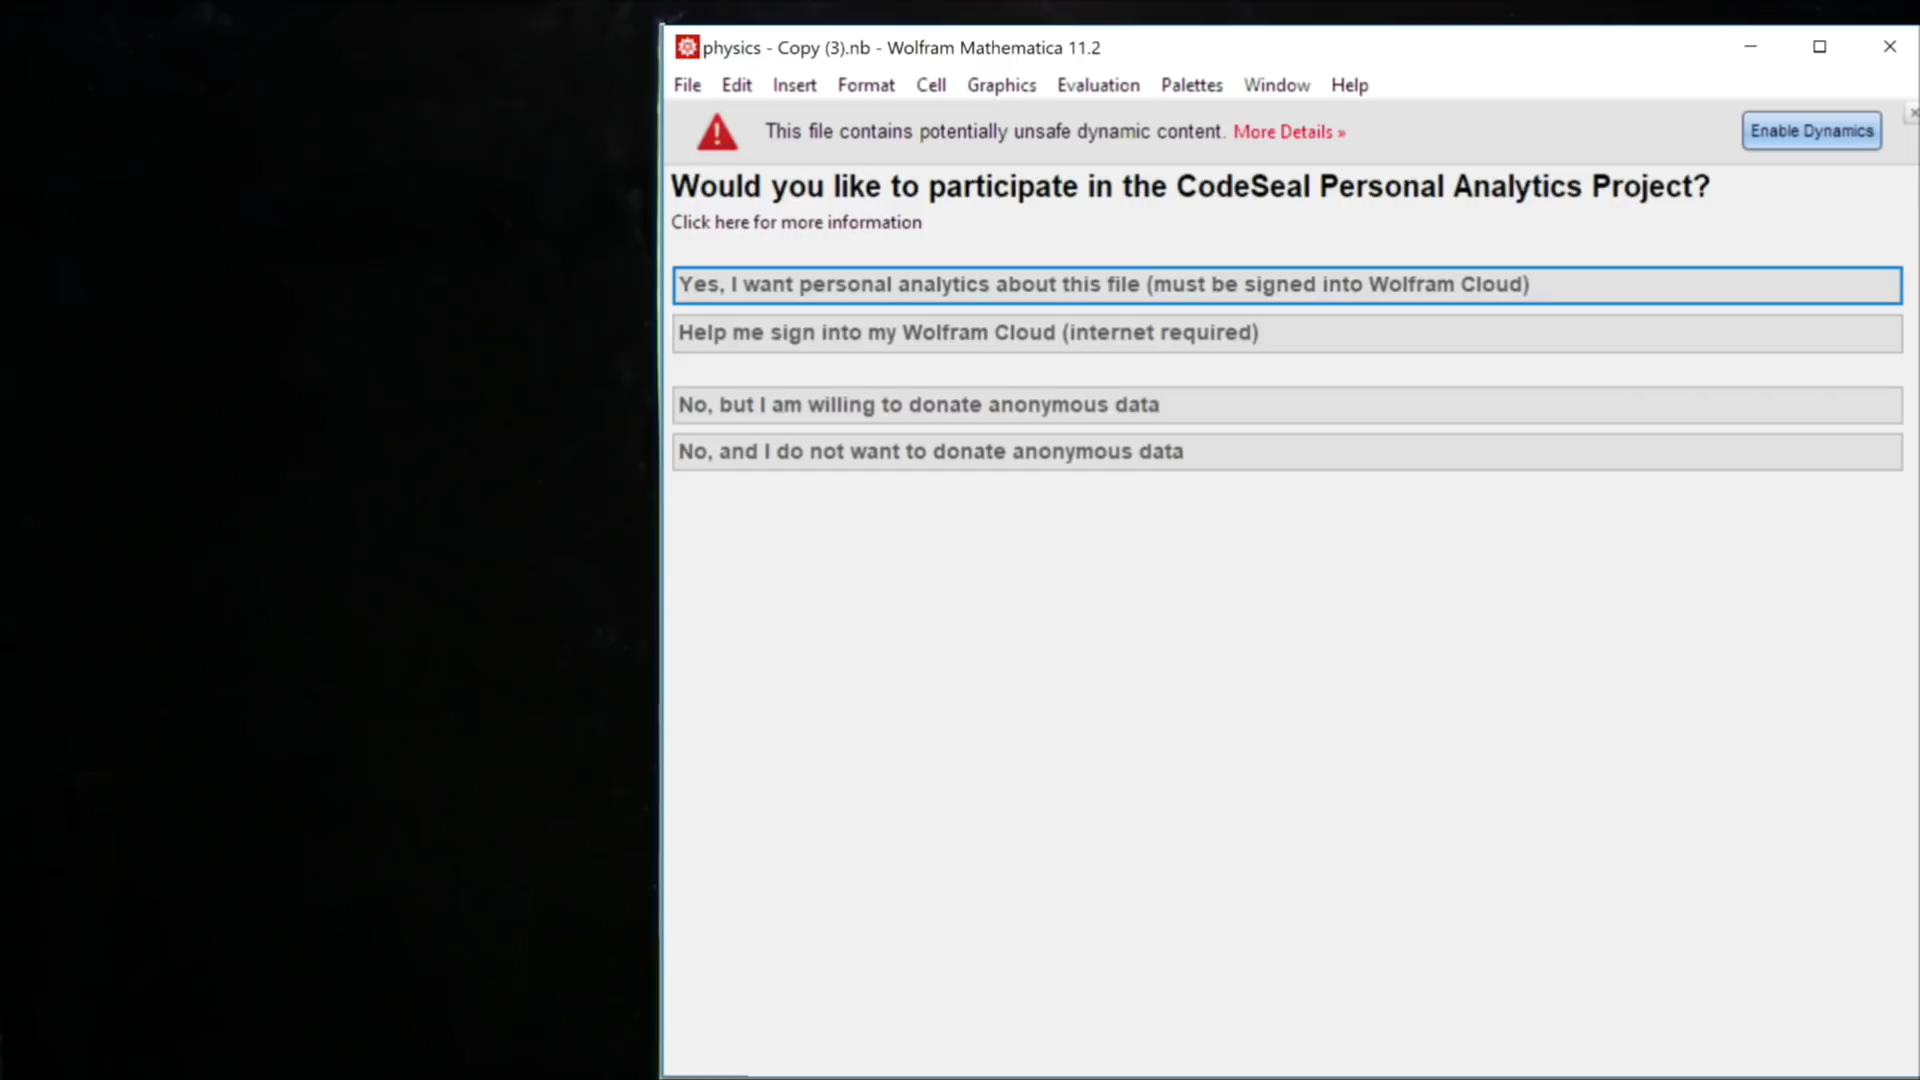 physics - Copy (3).nb - Wolfram Mathematica 11.2
File Edit Insert Format Cell Graphics Evaluation Palettes Window Help
This file contains potentially unsafe dynamic content. More Details »
Enable Dynamics
Would you like to participate in the CodeSeal Personal Analytics Project?
Click here for more information
Yes, I want personal analytics about this file (must be signed into Wolfram Cloud)
Help me sign into my Wolfram Cloud (internet required)
No, but I am willing to donate anonymous data
No, and I do not want to donate anonymous data